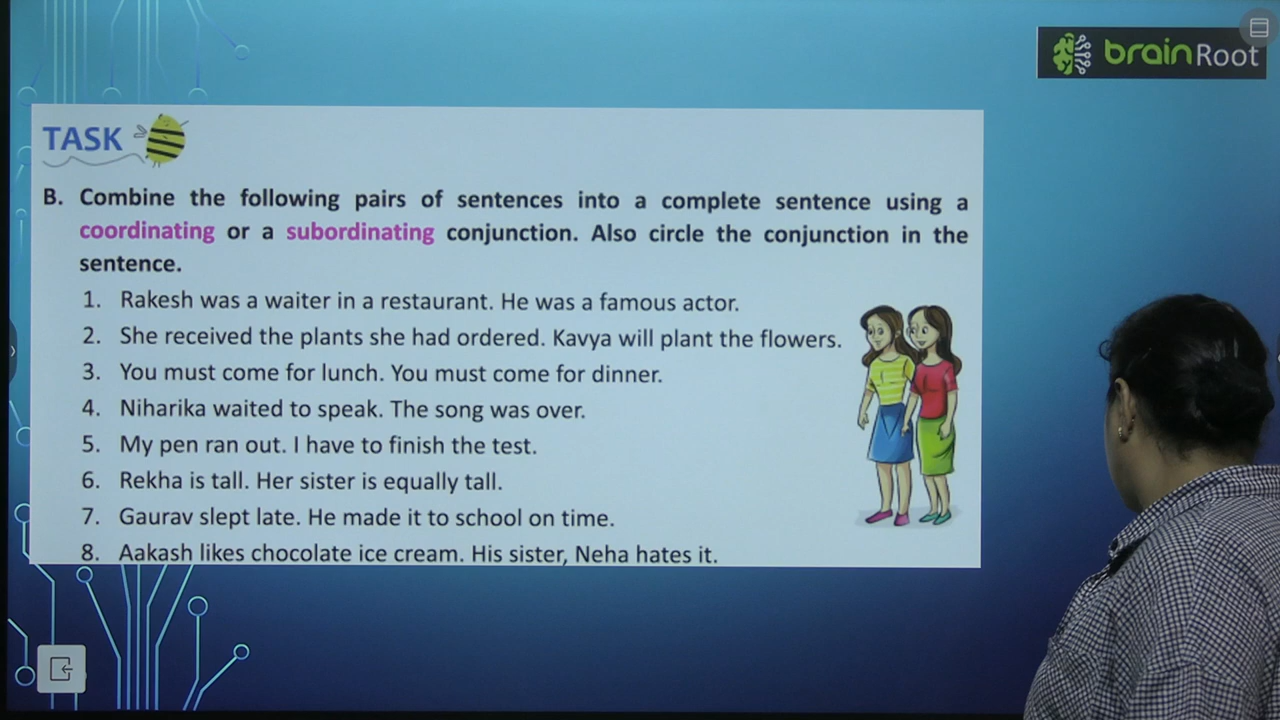 brainRoot
TASK
B. Combine the following pairs of sentences into a complete sentence using a
coordinating or a subordinating conjunction. Also circle the conjunction in the
sentence.
1. Rakesh was a waiter in a restaurant. He was a famous actor.
2. She received the plants she had ordered. Kavya will plant the flowers.
3. You must come for lunch. You must come for dinner.
4. Niharika waited to speak. The song was over.
5. My pen ran out. I have to finish the test.
6. Rekha is tall. Her sister is equally tall.
7. Gaurav slept late. He made it to school on time.
8. Aakash likes chocolate ice cream. His sister, Neha hates it.